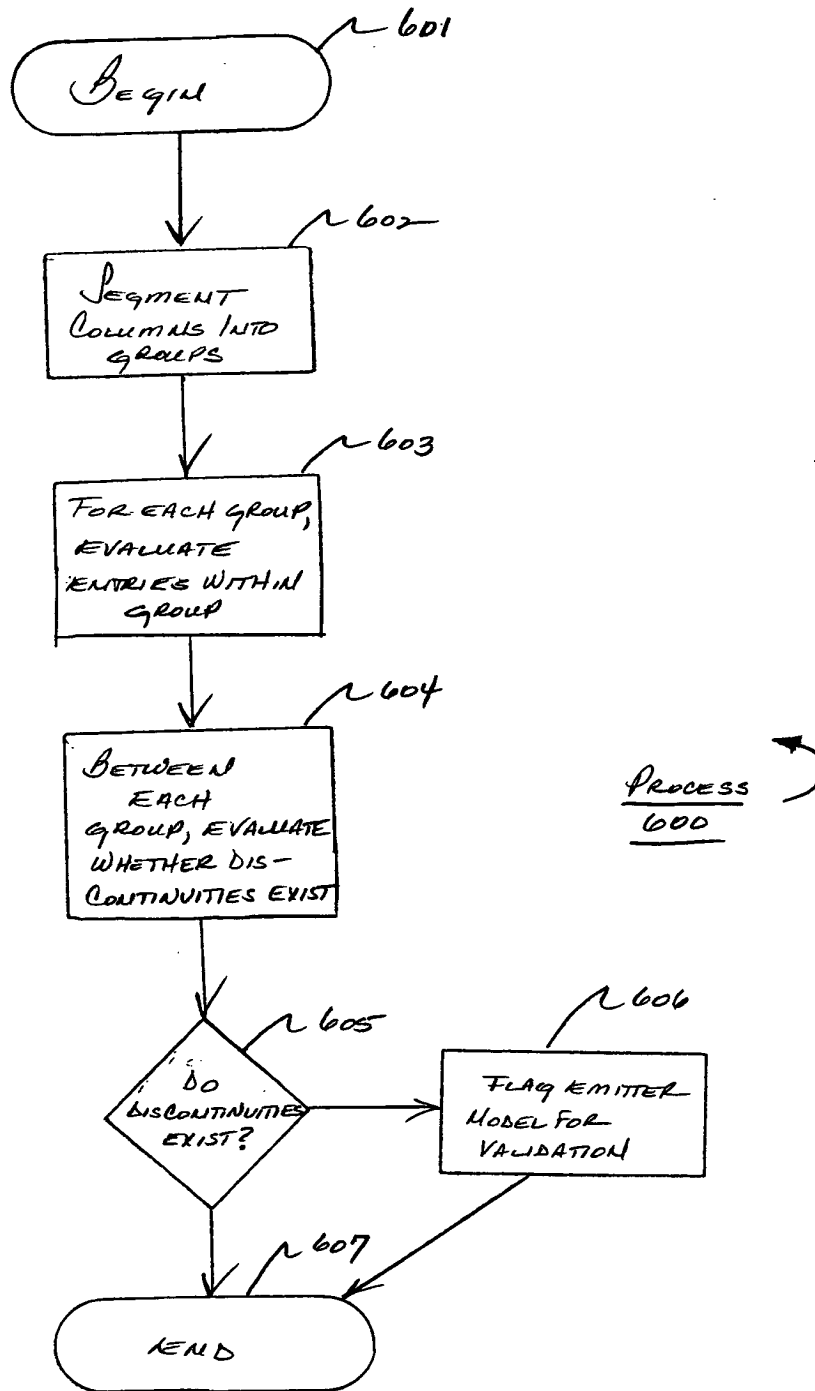 601
BEGIN
602
SEGMENT
COLUMNS INTO
GROUPS
603
FOR EACH GROUP,
EVALUATE
ENTRIES WITHIN
GROUP
604
BETWEEN
EACH
GROUP, EVALUATE
WHETHER DIS-
CONTINUITIES EXIST
PROCESS
600
605
DO
DISCONTINUITIES
EXIST?
606
FLAG EMITTER
MODEL FOR
VALIDATION
607
END